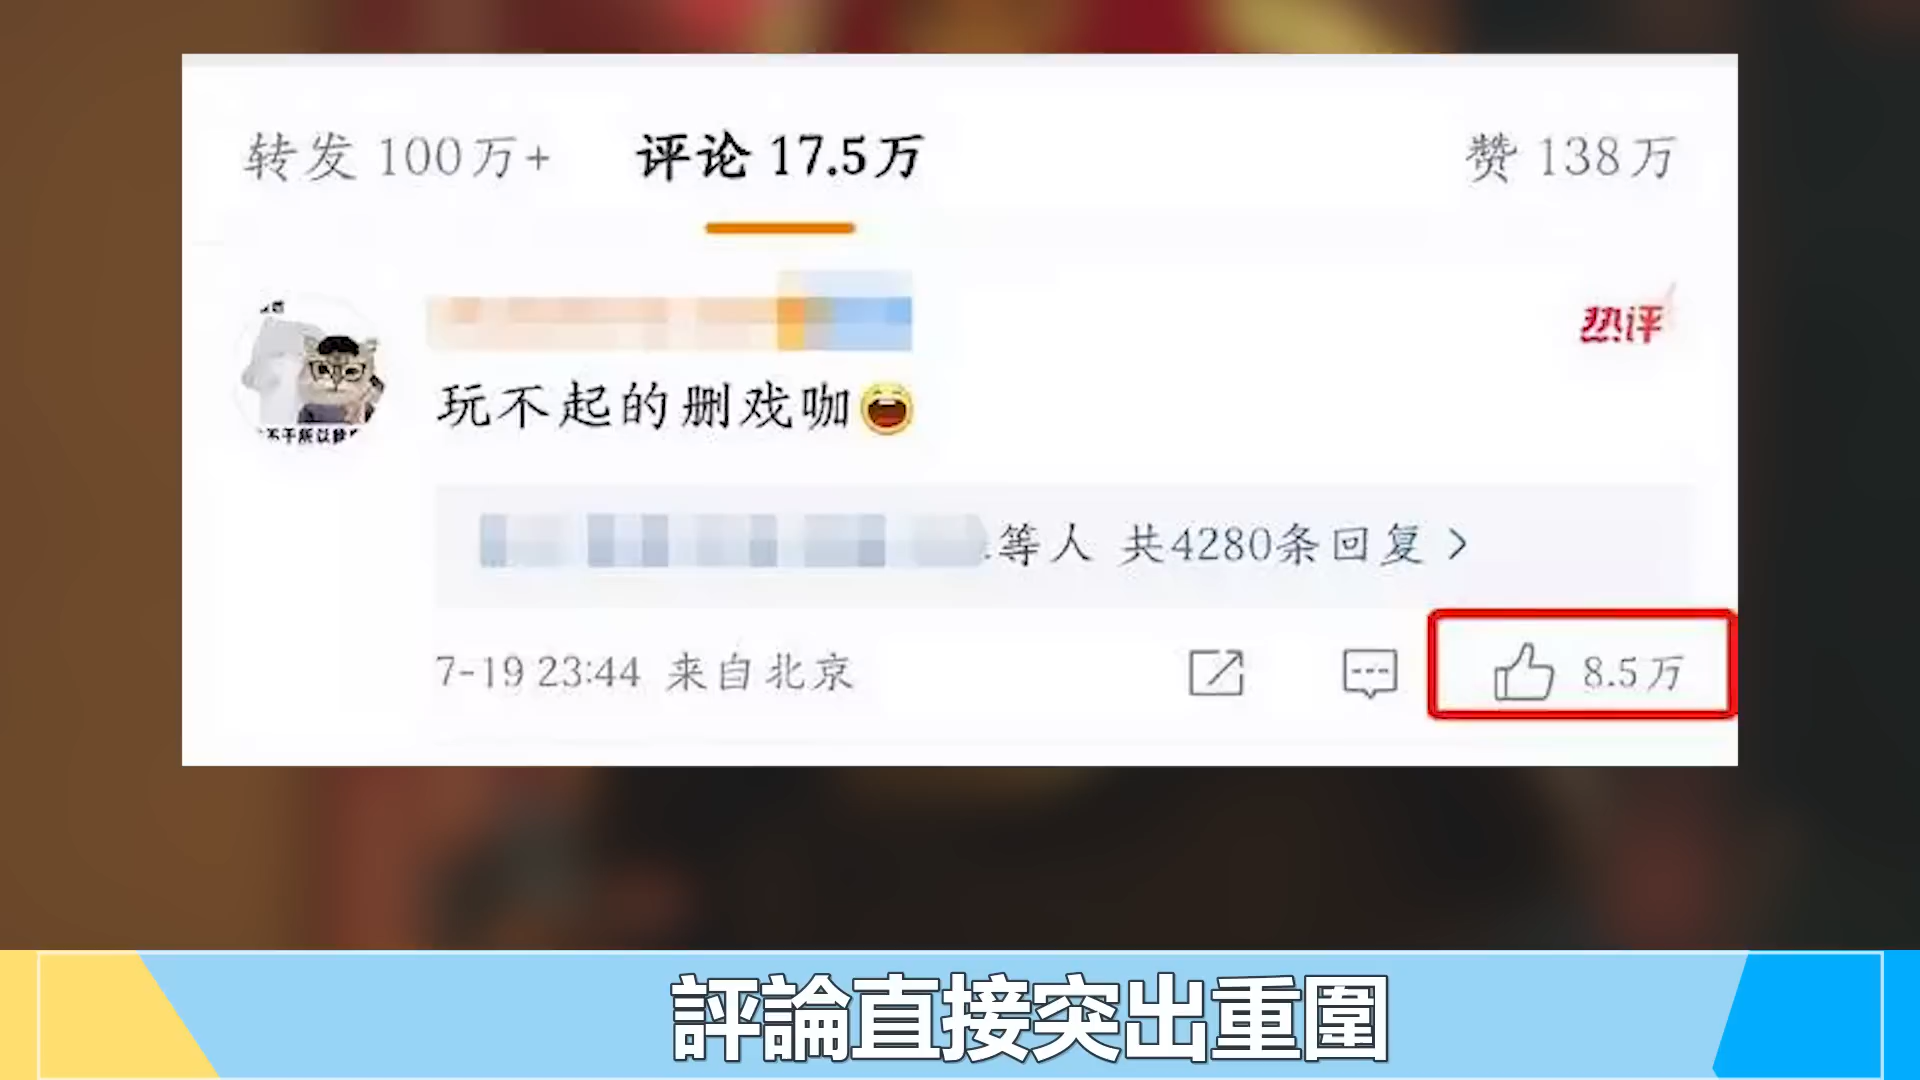 转发 100万+ 评论 17.5万 赞 138万
热评
玩不起的删戏咖
等人 共4280条回复 >
7-19 23:44 来自北京 8.5万
評論直接突出重圍